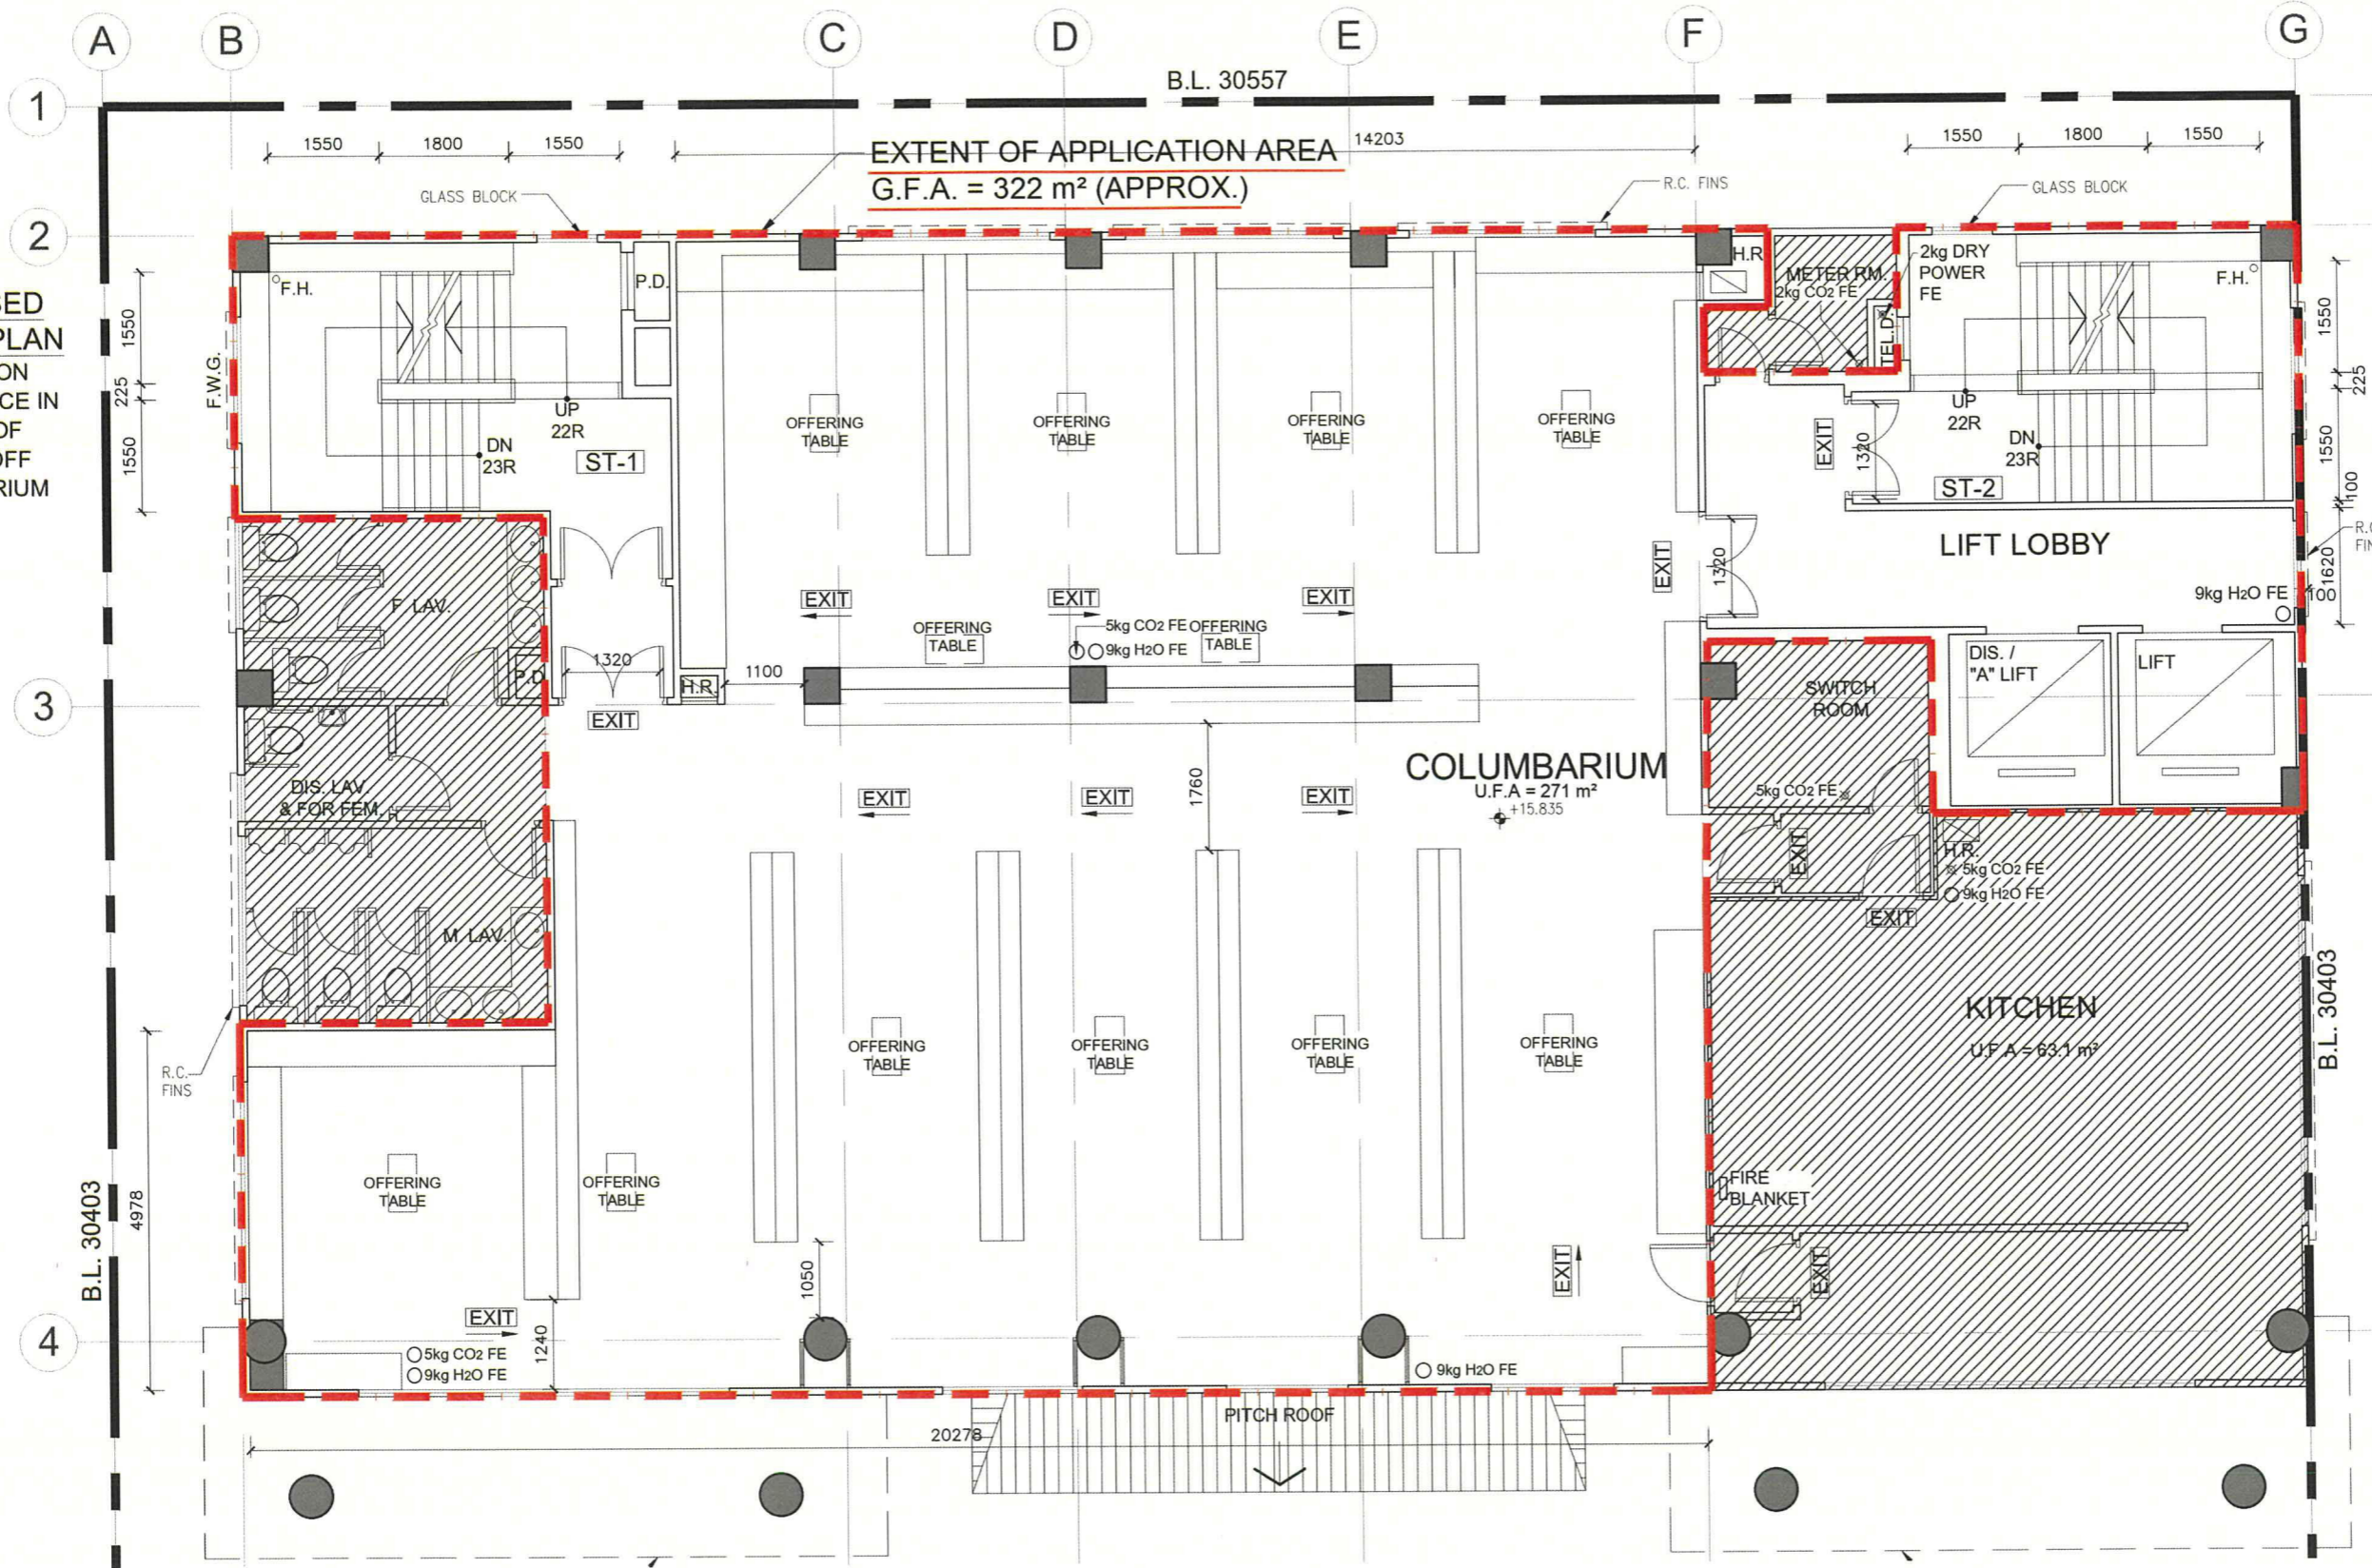 A
B
C
D
E
F
G
B.L. 30557
1
1550
1800
1550
EXTENT OF APPLICATION AREA
14203
G.F.A. = 322 m² (APPROX.)
1550
1800
1550
GLASS BLOCK
R.C. FINS
GLASS BLOCK
2
F.H.
P.D.
H.R
METER RM.
2kg CO2 FE
2kg DRY
POWER
FE
F.H.
TEL.D.
PLAN
ON
CE IN
OF
OFF
RIUM
1550
225
1550
F.W.G.
UP
22R
DN
23R
ST-1
OFFERING
TABLE
OFFERING
TABLE
OFFERING
TABLE
OFFERING
TABLE
EXIT
1320
UP
22R
DN
23R
ST-2
1550
225
1550
100
LIFT LOBBY
R.C
1620
100
9kg H2O FE
EXIT
1320
F. LAV.
P.D
1320
EXIT
H.R.
1100
EXIT
EXIT
EXIT
OFFERING
TABLE
5kg CO2 FE
9kg H2O FE
OFFERING
TABLE
3
SWITCH
ROOM
DIS. /
"A" LIFT
LIFT
DIS. LAV.
& FOR FEM.
EXIT
EXIT
1760
EXIT
COLUMBARIUM
U.F.A = 271 m²
+15.835
5kg CO2 FE
EXIT
H.R.
5kg CO2 FE
9kg H2O FE
EXIT
M. LAV.
KITCHEN
U.F.A = 63.1 m²
B.L. 30403
R.C.
FINS
OFFERING
TABLE
OFFERING
TABLE
OFFERING
TABLE
OFFERING
TABLE
B.L. 30403
4978
OFFERING
TABLE
OFFERING
TABLE
FIRE
BLANKET
1050
EXIT
EXIT
4
EXIT
1240
5kg CO2 FE
9kg H2O FE
9kg H2O FE
PITCH ROOF
20278